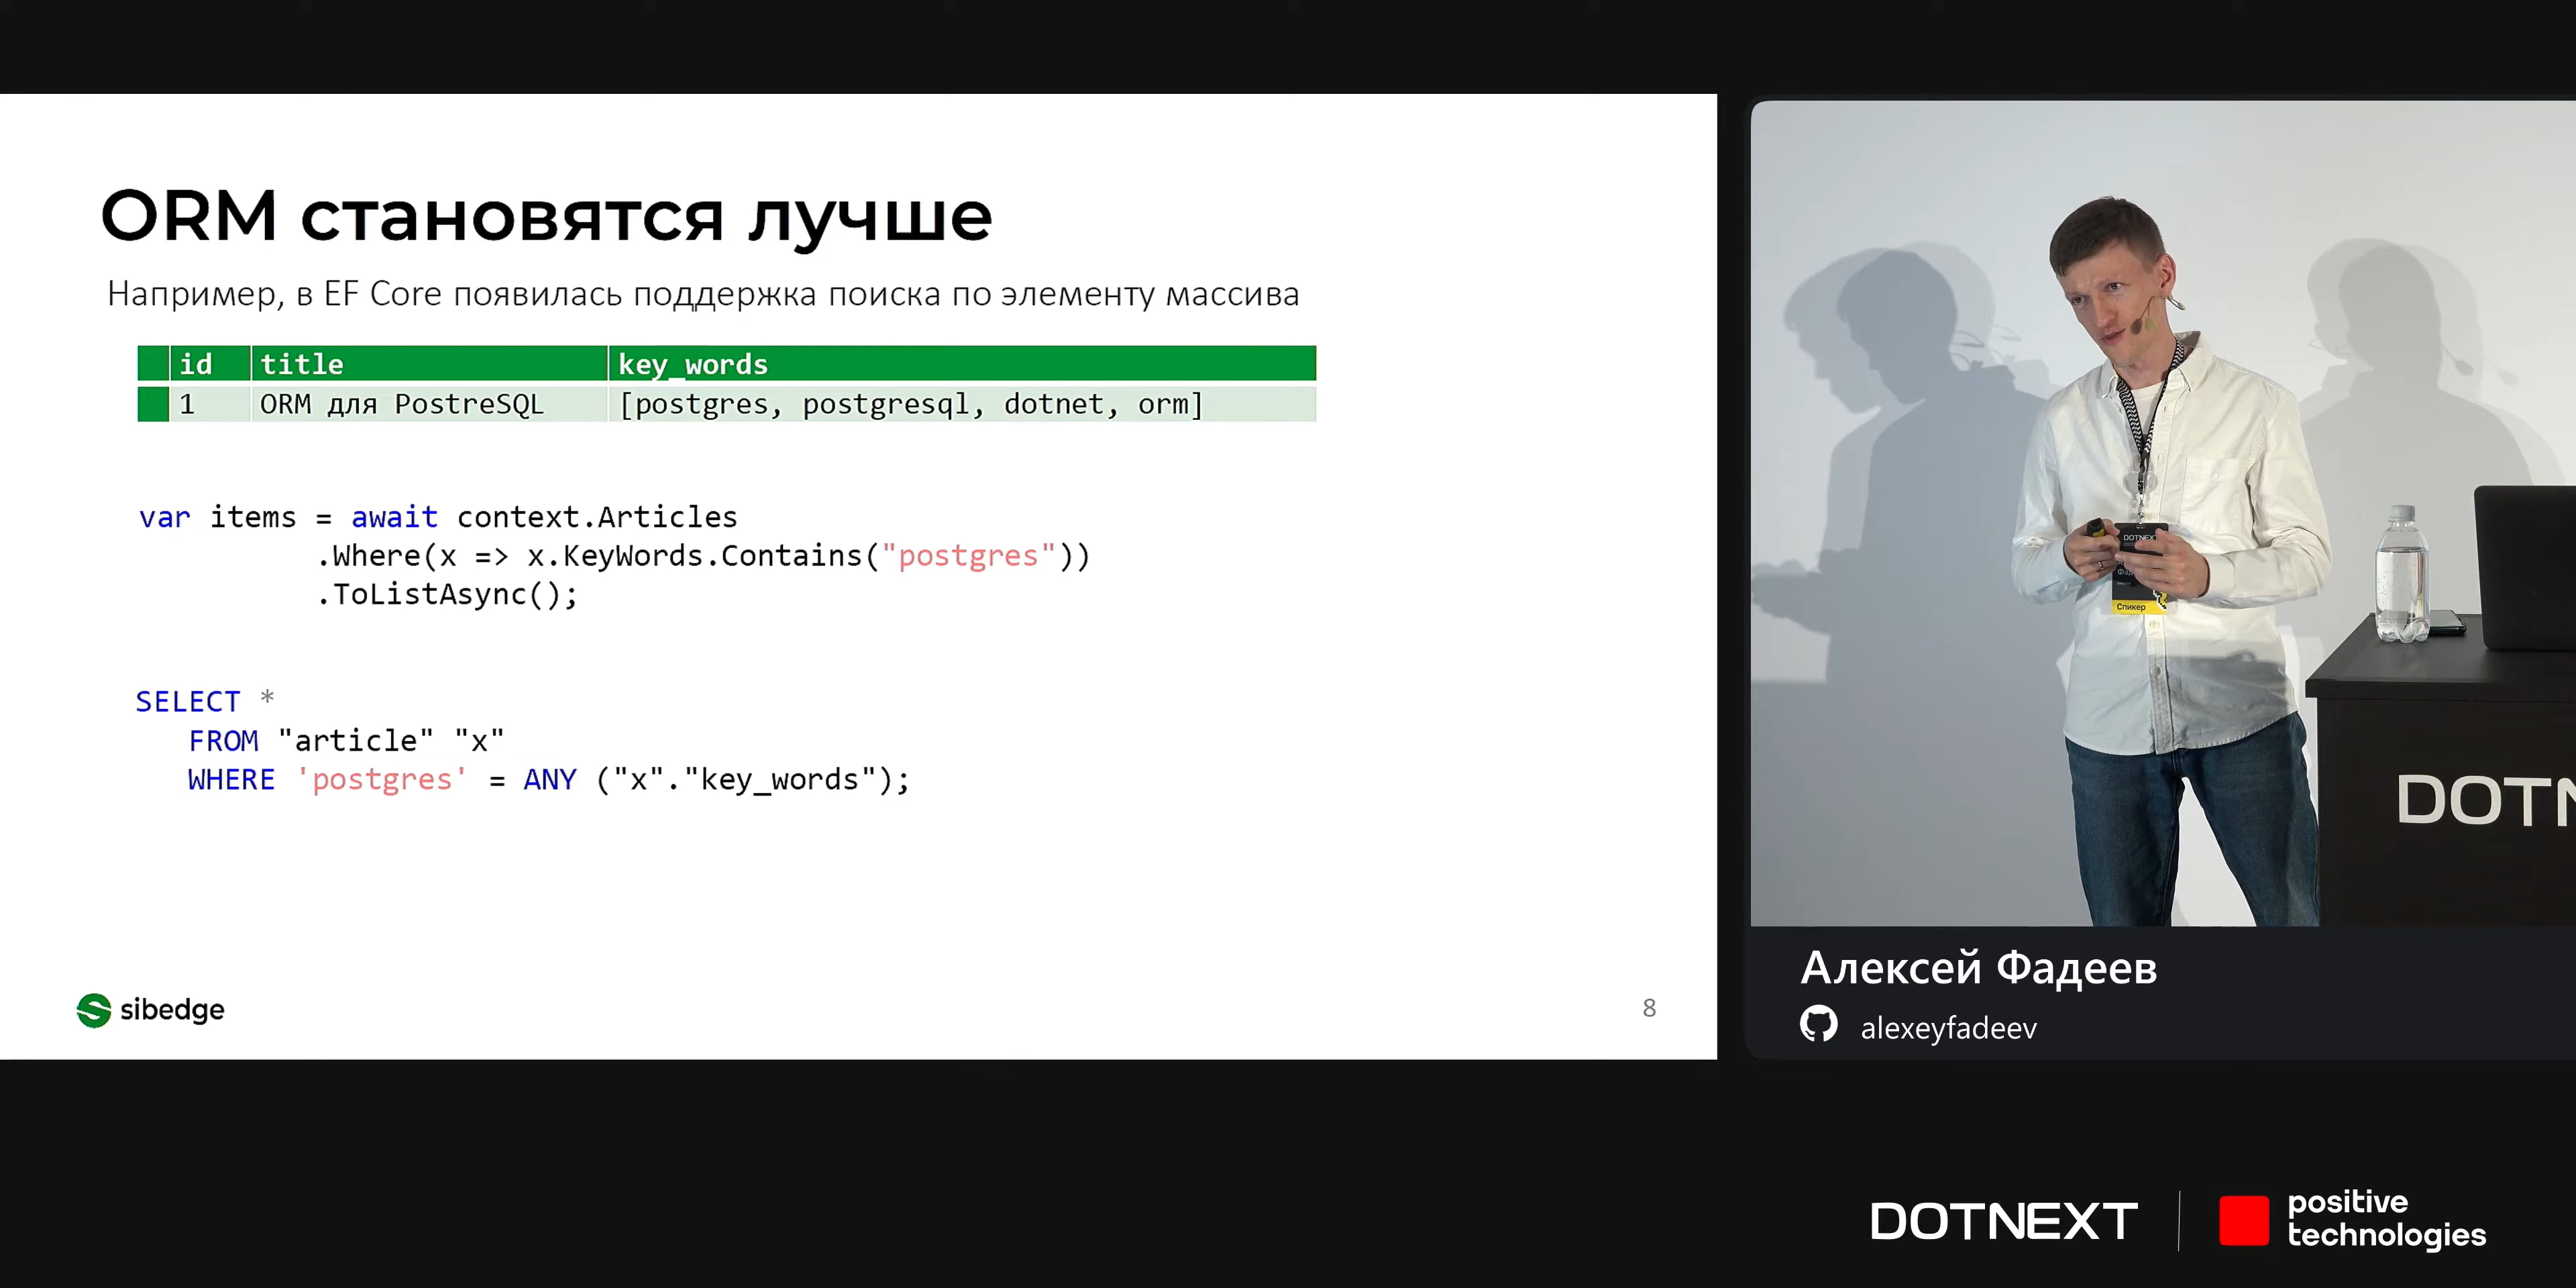 ORM становятся лучше
Например, в EF Core появилась поддержка поиска по элементу массива
id title key_words
1 ORM для PostreSQL [postgres, postgresql, dotnet, orm]
var items = await context.Articles
.Where(x => x.KeyWords.Contains("postgres"))
.ToListAsync();
SELECT *
FROM "article" "x"
WHERE 'postgres' = ANY ("x"."key_words");
sibedge
8
DOTNEXT
Спикер
DOTN
Алексей Фадеев
alexeyfadeev
DOTNEXT
positive
technologies